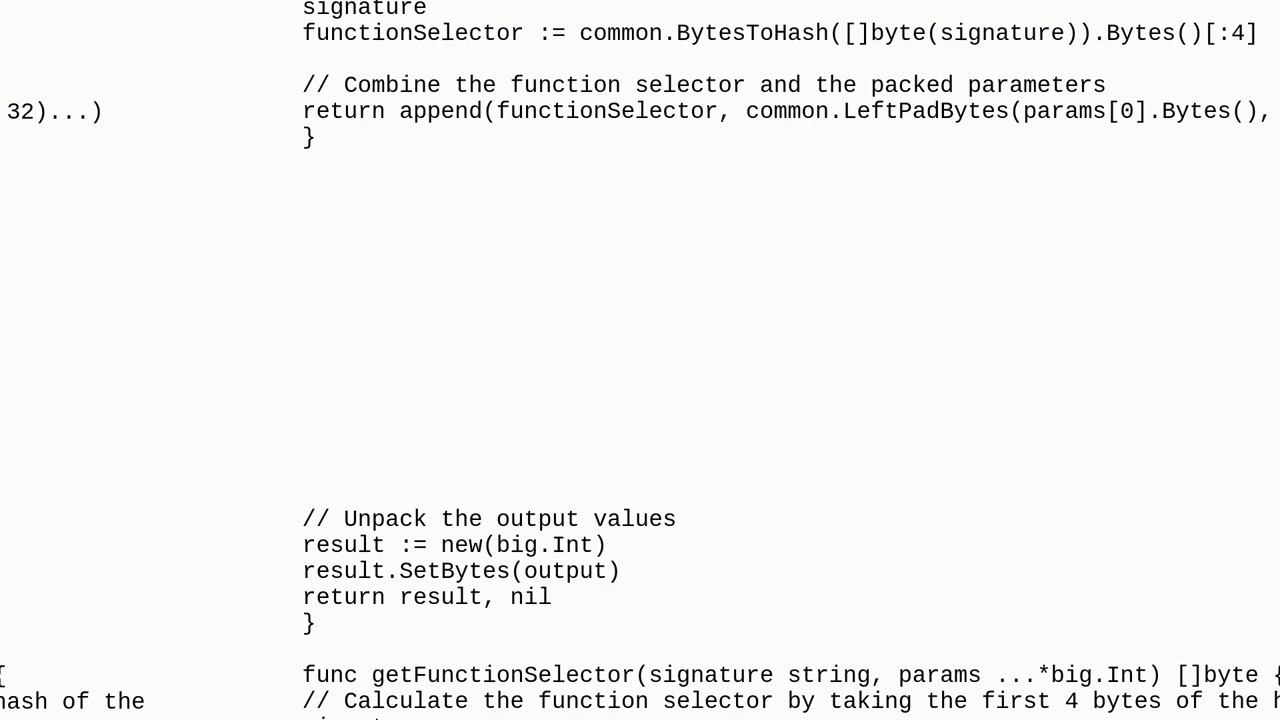 signature
functionSelector := common.BytesToHash([]byte(signature)).Bytes()[:4]
// Combine the function selector and the packed parameters
32)...)
return append(functionSelector, common.LeftPadBytes(params[0].Bytes(),
}
// Unpack the output values
result := new(big.Int)
result.SetBytes(output)
return result, nil
}
{
func getFunctionSelector(signature string, params ...*big.Int) []byte {
hash of the
// Calculate the function selector by taking the first 4 bytes of the